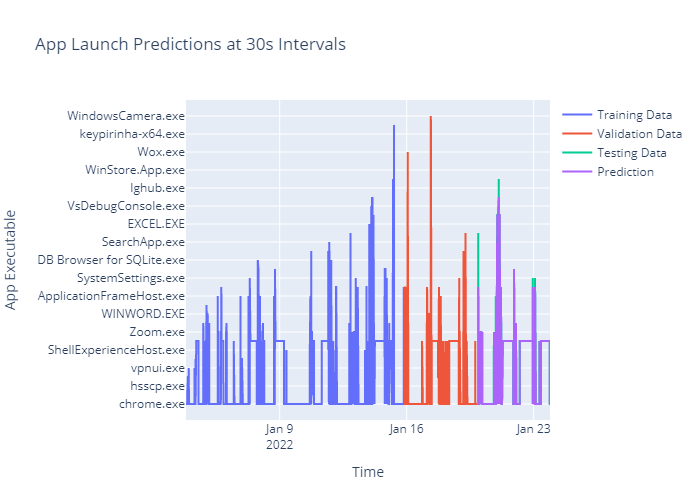 App Launch Predictions at 30s Intervals
WindowsCamera.exe
keypirinha-x64.exe
Wox.exe
WinStore.App.exe
lghub.exe
VsDebugConsole.exe
EXCEL.EXE
SearchApp.exe
DB Browser for SQLite.exe
SystemSettings.exe
ApplicationFrameHost.exe
WINWORD.EXE
Zoom.exe
ShellExperienceHost.exe
vpnui.exe
hsscp.exe
chrome.exe
App Executable
Jan 9
2022
Jan 16
Jan 23
Time
Training Data
Validation Data
Testing Data
Prediction